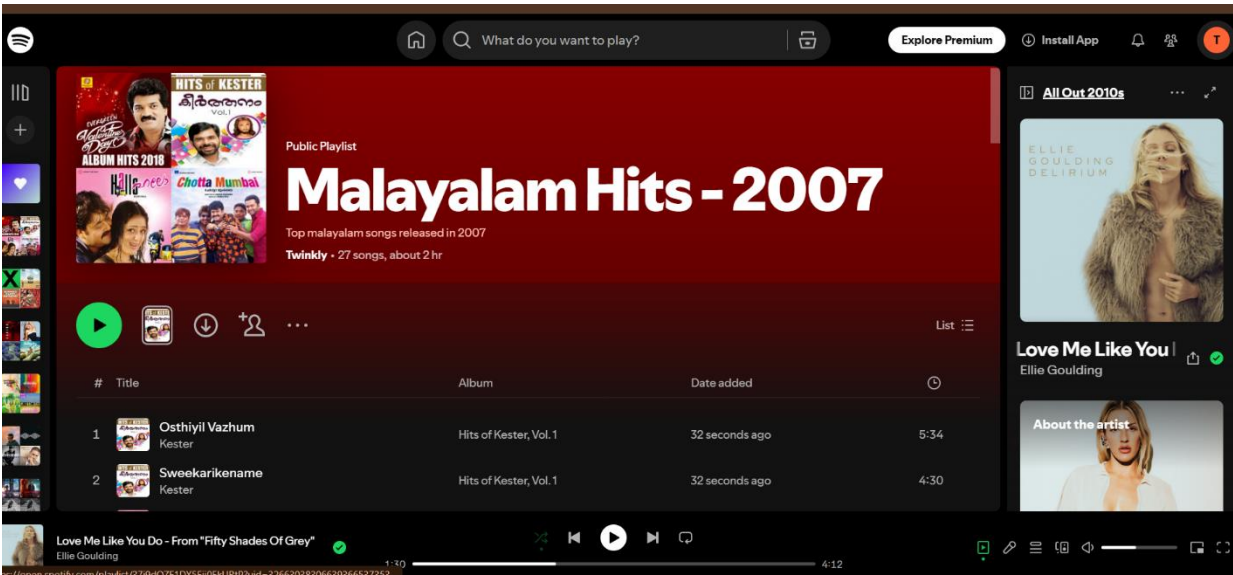 What do you want to play?
Explore Premium
Install App
T
ALBUM HITS 2018
HITS of KESTER
കീർത്തനം
VOL.1
Chotta Mumbai
Public Playlist
Malayalam Hits - 2007
Top malayalam songs released in 2007
Twinkly • 27 songs, about 2 hr
List
# Title Album Date added
1 Osthiyil Vazhum Hits of Kester, Vol. 1 32 seconds ago 5:34
Kester
2 Sweekarikename Hits of Kester, Vol. 1 32 seconds ago 4:30
Kester
All Out 2010s
ELLIE
GOULDING
DELIRIUM
Love Me Like You
Ellie Goulding
About the artist
Love Me Like You Do - From "Fifty Shades Of Grey"
Ellie Goulding
1:30
4:12